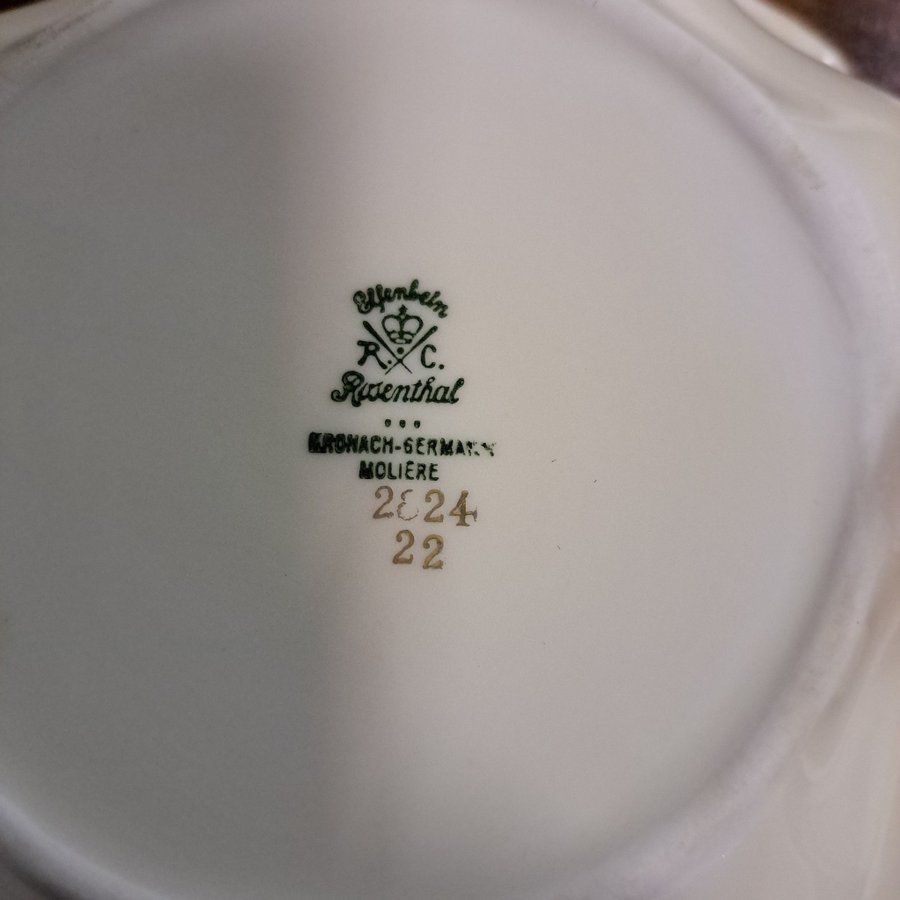 Elfenbein
R. C.
Rosenthal
KRONACH-GERMANY
MOLIÈRE
2824
22